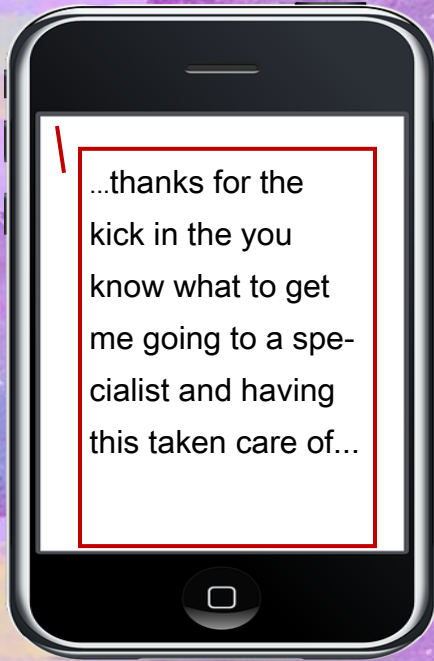 ...thanks for the
kick in the you
know what to get
me going to a spe-
cialist and having
this taken care of...